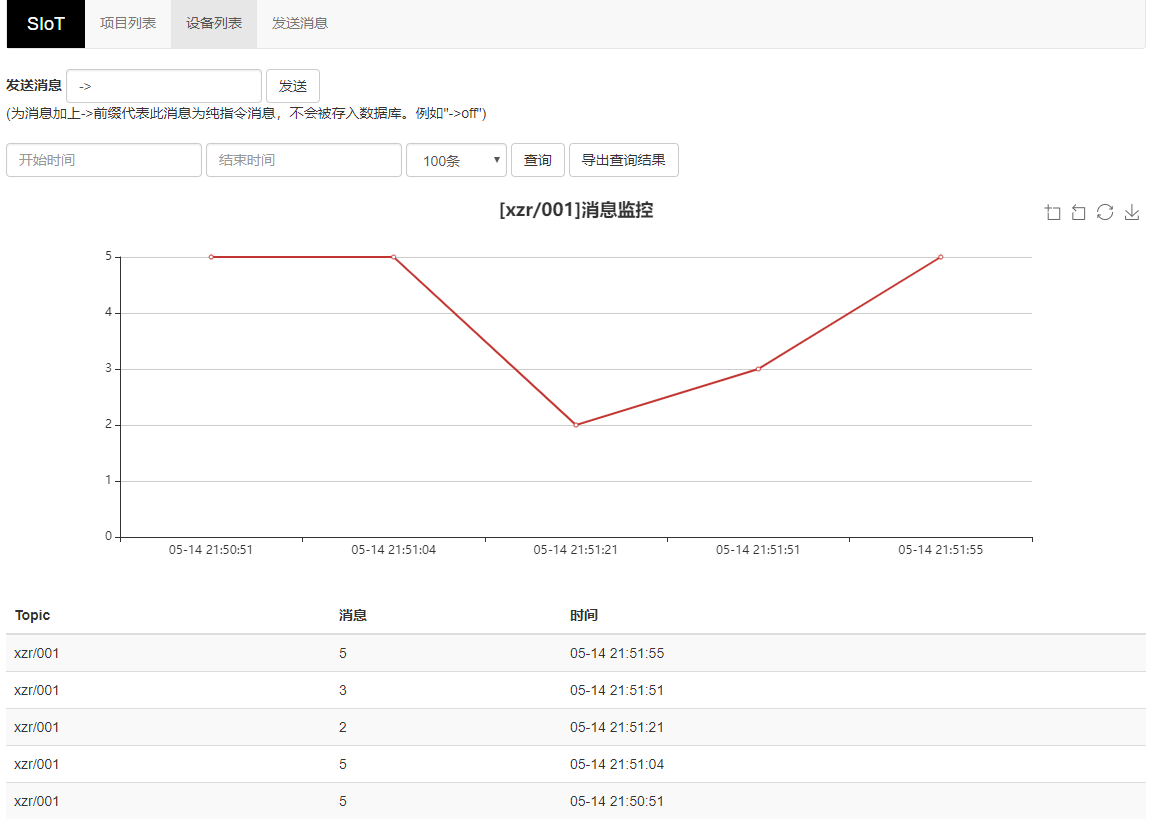 SIoT 项目列表 设备列表 发送消息
发送消息 -> 发送
(为消息加上->前缀代表此消息为纯指令消息，不会被存入数据库。例如"->off")
开始时间 结束时间 100条 查询 导出查询结果
[xzr/001]消息监控
5
4
3
2
1
0
05-14 21:50:51 05-14 21:51:04 05-14 21:51:21 05-14 21:51:51 05-14 21:51:55
Topic 消息 时间
xzr/001 5 05-14 21:51:55
xzr/001 3 05-14 21:51:51
xzr/001 2 05-14 21:51:21
xzr/001 5 05-14 21:51:04
xzr/001 5 05-14 21:50:51